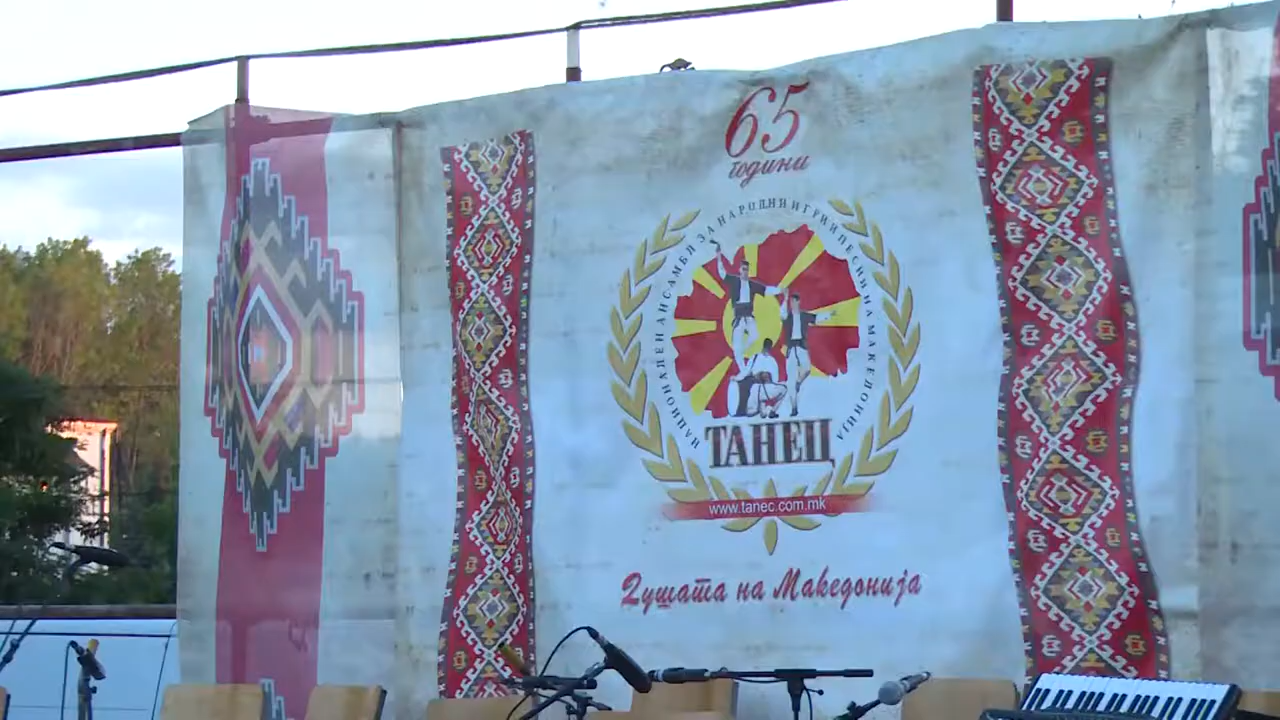 65
години
НАЦИОНАЛЕН АНСАМБЛ ЗА НАРОДНИ ИГРИ И ПЕСНИ НА МАКЕДОНИЈА
ТАНЕЦ
www.tanec.com.mk
Душата на Македонија